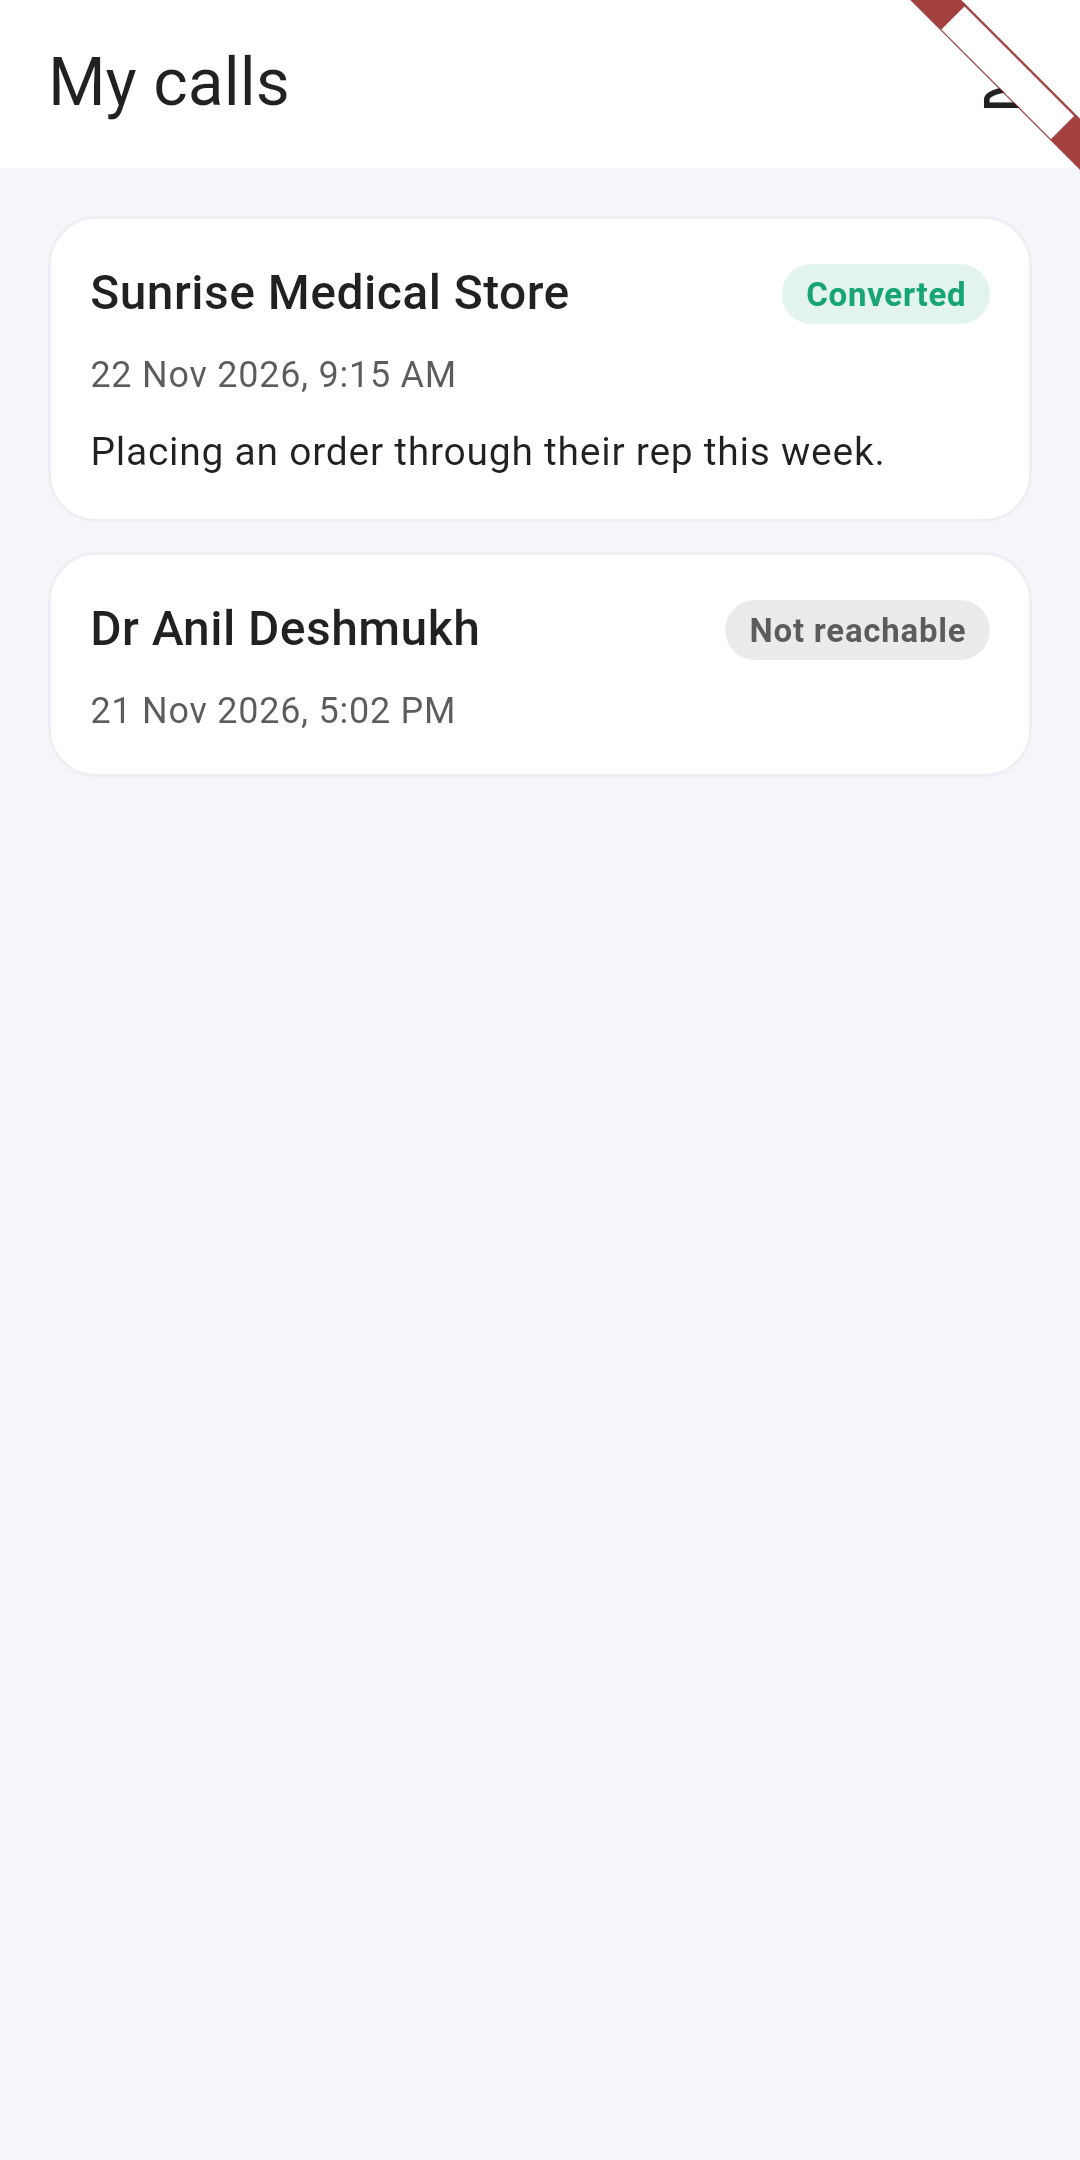 My calls
Sunrise Medical Store
Converted
22 Nov 2026, 9:15 AM
Placing an order through their rep this week.
Dr Anil Deshmukh
Not reachable
21 Nov 2026, 5:02 PM